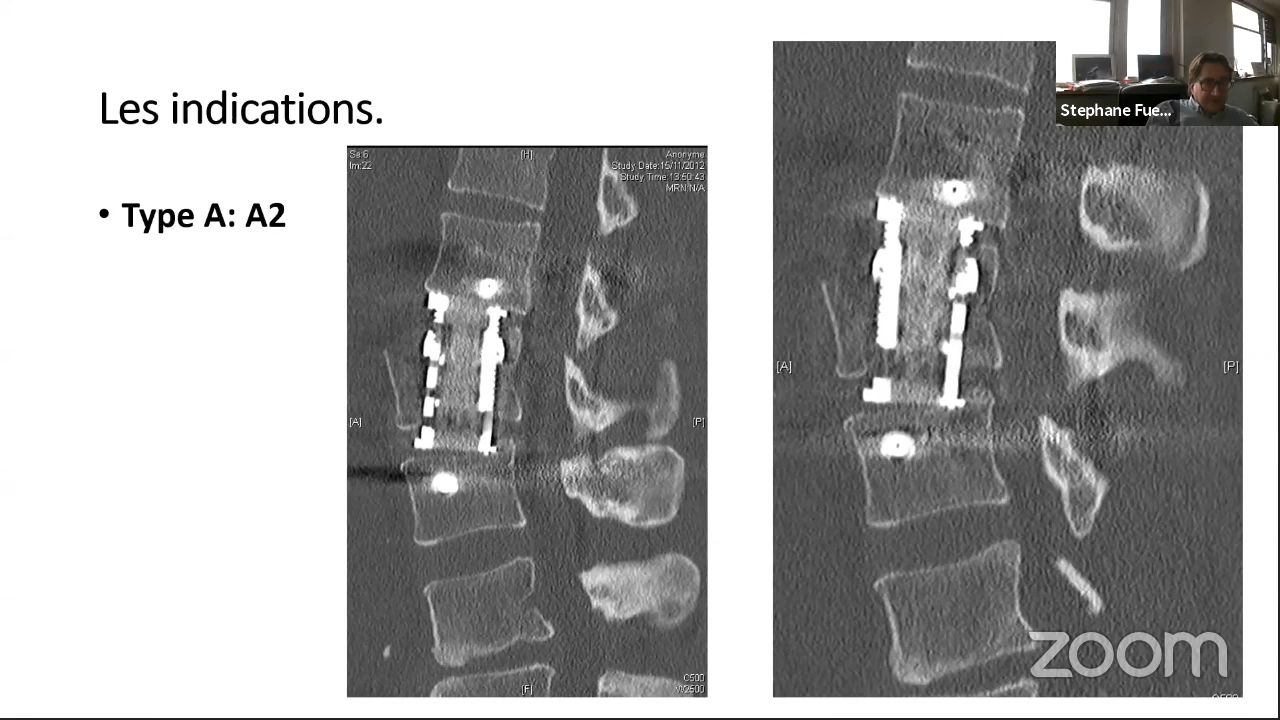 Les indications.
• Type A: A2
Se:6
Im:22
[H]
Anonyme
Study Date:15/11/2012
Study Time:13:50:43
MRN:N/A
[A]
[P]
C500
W2500
[F]
[A]
[P]
Stephane Fue...
zoom